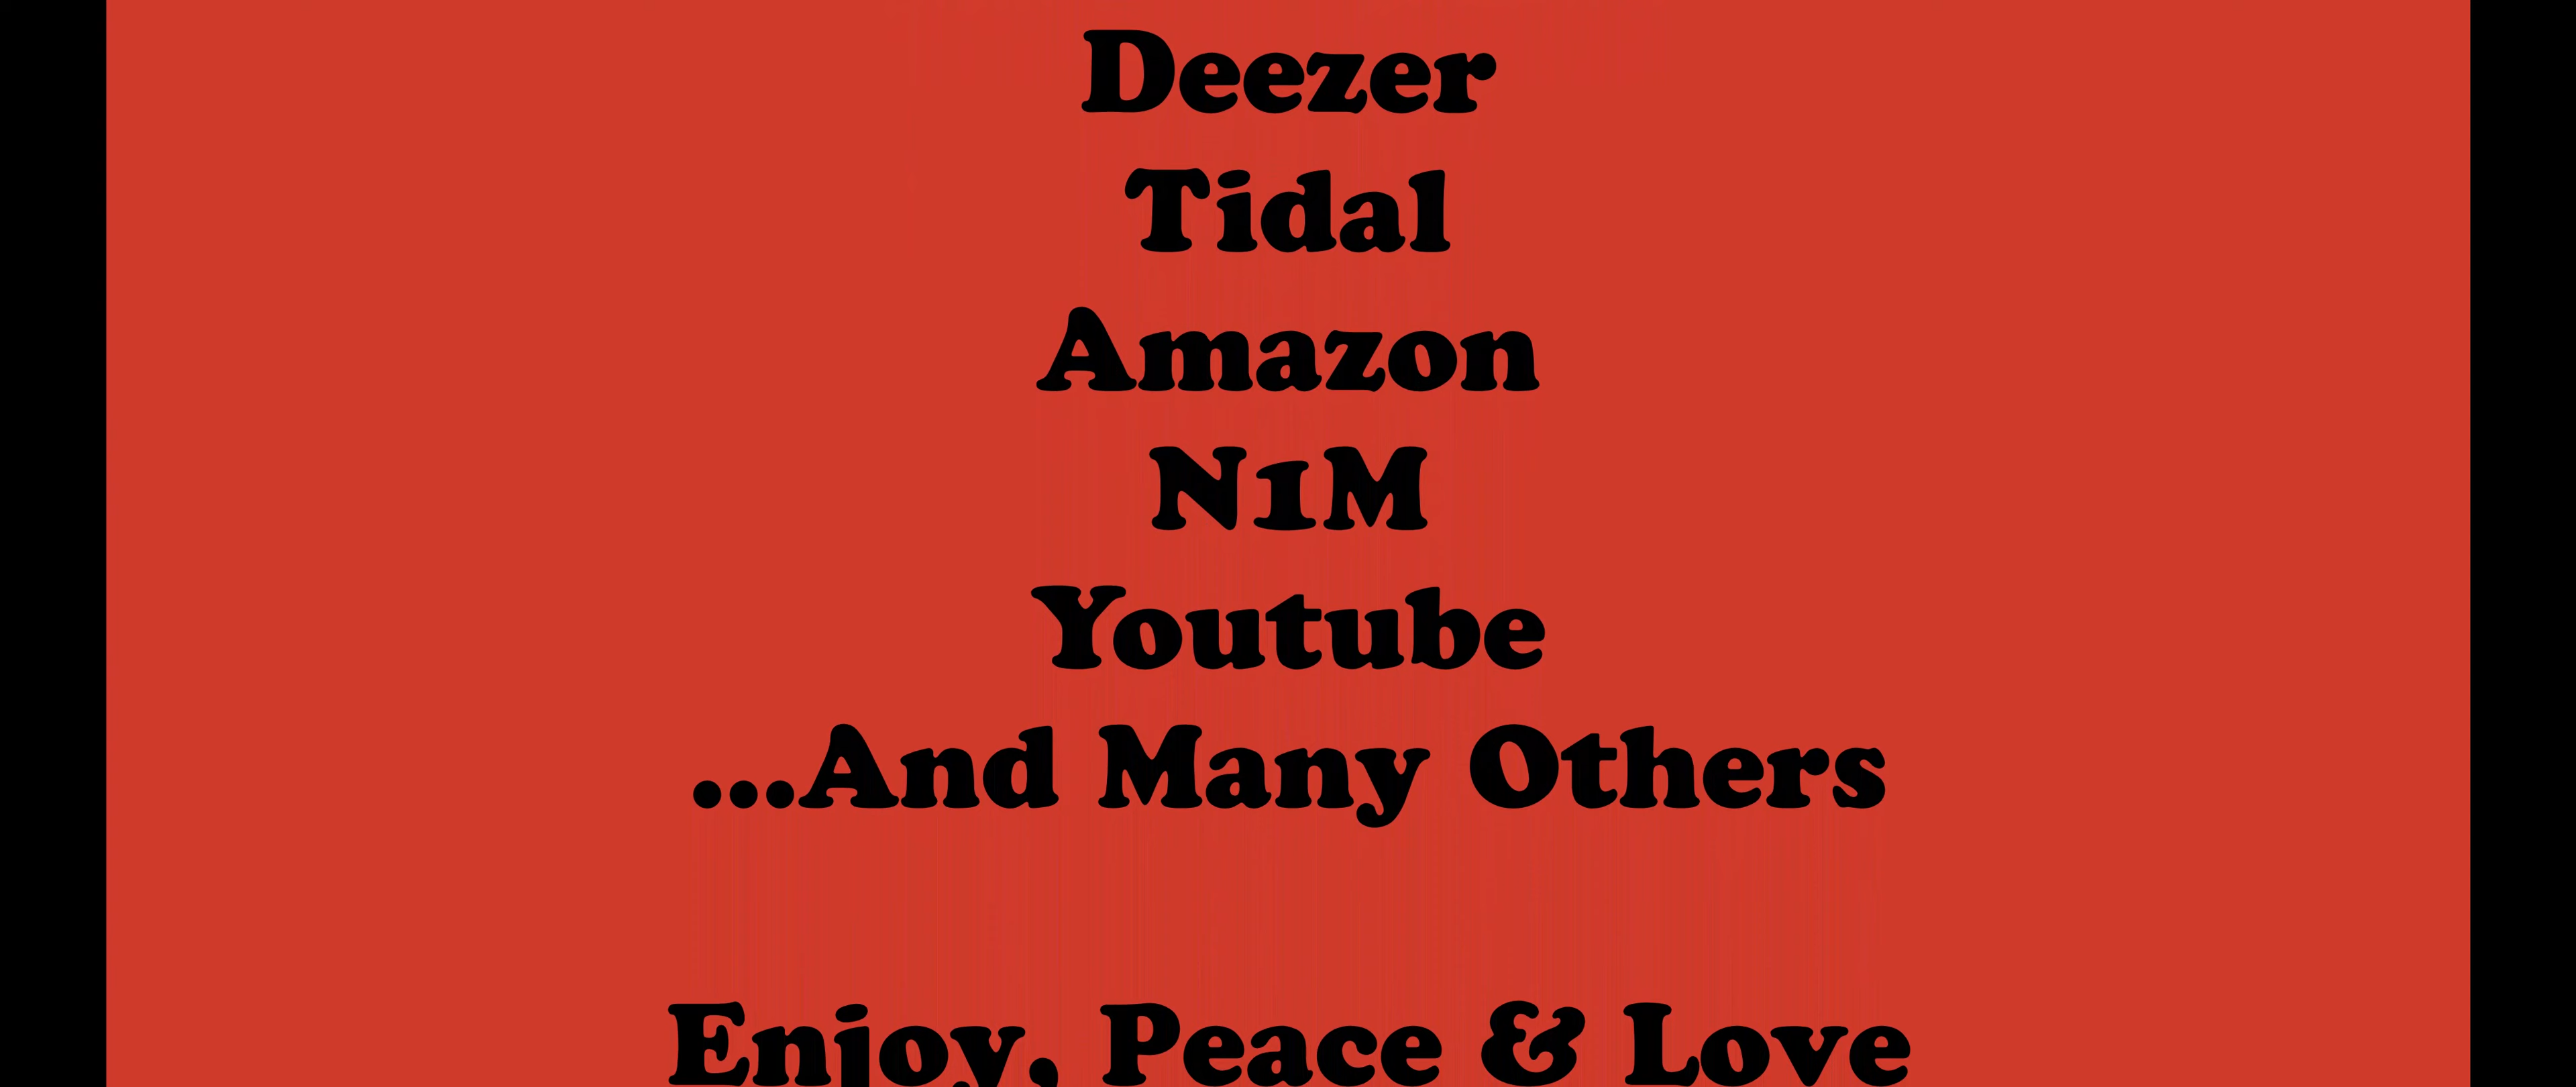 Deezer
Tidal
Amazon
N1M
Youtube
...And Many Others
Enjoy, Peace & Love